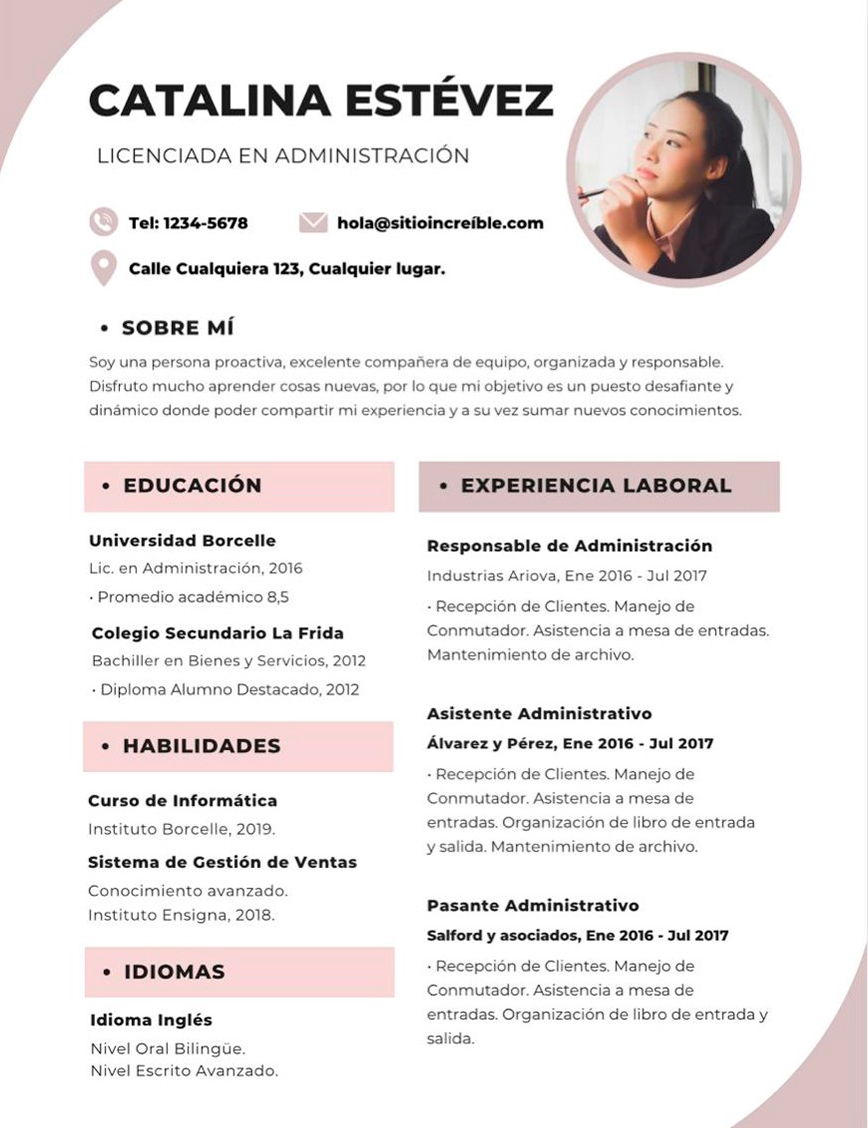 CATALINA ESTÉVEZ
LICENCIADA EN ADMINISTRACIÓN
Tel: 1234-5678
hola@sitioincreíble.com
Calle Cualquiera 123, Cualquier lugar.
• SOBRE MÍ
Soy una persona proactiva, excelente compañera de equipo, organizada y responsable.
Disfruto mucho aprender cosas nuevas, por lo que mi objetivo es un puesto desafiante y
dinámico donde poder compartir mi experiencia y a su vez sumar nuevos conocimientos.
• EDUCACIÓN
Universidad Borcelle
Lic. en Administración, 2016
• Promedio académico 8,5
Colegio Secundario La Frida
Bachiller en Bienes y Servicios, 2012
• Diploma Alumno Destacado, 2012
• HABILIDADES
Curso de Informática
Instituto Borcelle, 2019.
Sistema de Gestión de Ventas
Conocimiento avanzado.
Instituto Ensigna, 2018.
• IDIOMAS
Idioma Inglés
Nivel Oral Bilingüe.
Nivel Escrito Avanzado.
• EXPERIENCIA LABORAL
Responsable de Administración
Industrias Ariova, Ene 2016 - Jul 2017
• Recepción de Clientes. Manejo de
Conmutador. Asistencia a mesa de entradas.
Mantenimiento de archivo.
Asistente Administrativo
Álvarez y Pérez, Ene 2016 - Jul 2017
• Recepción de Clientes. Manejo de
Conmutador. Asistencia a mesa de
entradas. Organización de libro de entrada
y salida. Mantenimiento de archivo.
Pasante Administrativo
Salford y asociados, Ene 2016 - Jul 2017
• Recepción de Clientes. Manejo de
Conmutador. Asistencia a mesa de
entradas. Organización de libro de entrada y
salida.